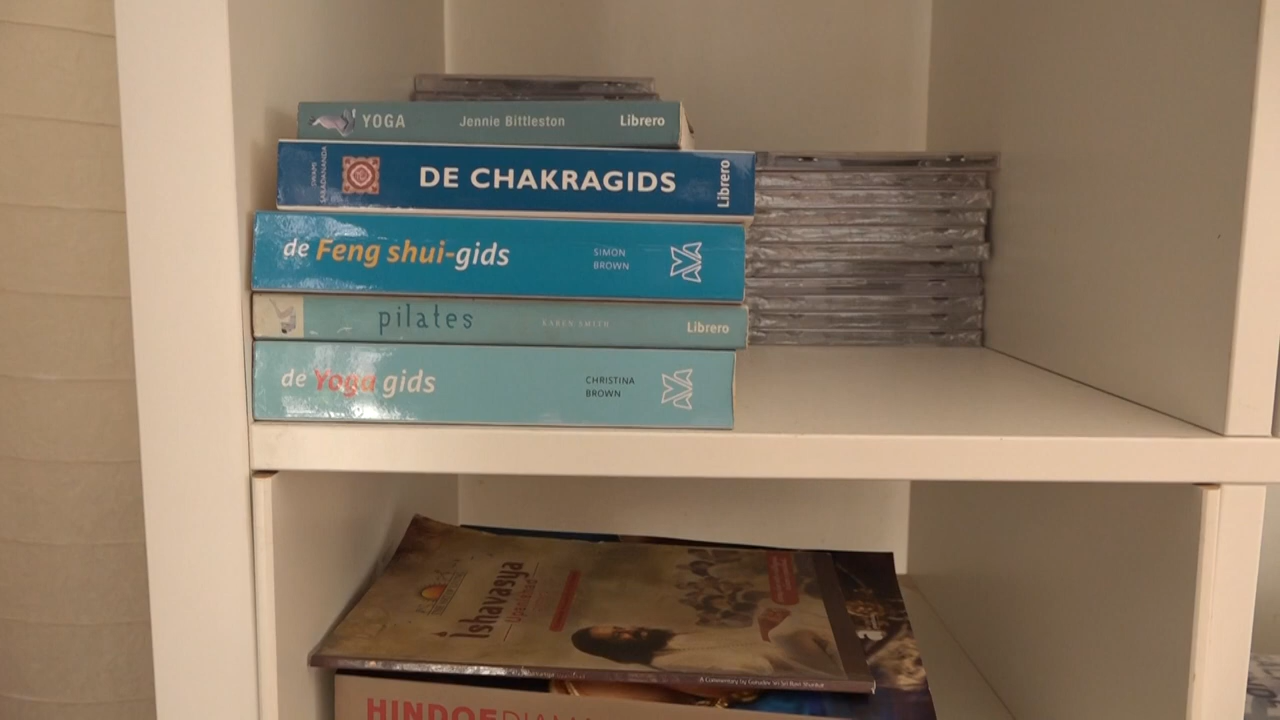 YOGA Jennie Bittleston Librero
SWAMI
SARADANANDA
DE CHAKRAGIDS Librero
de Feng shui-gids
SIMON
BROWN
pilates KAREN SMITH Librero
de Yoga gids
CHRISTINA
BROWN
Ishavasya
Upanishad
A Commentary by Gurudev Sri Sri Ravi Shankar